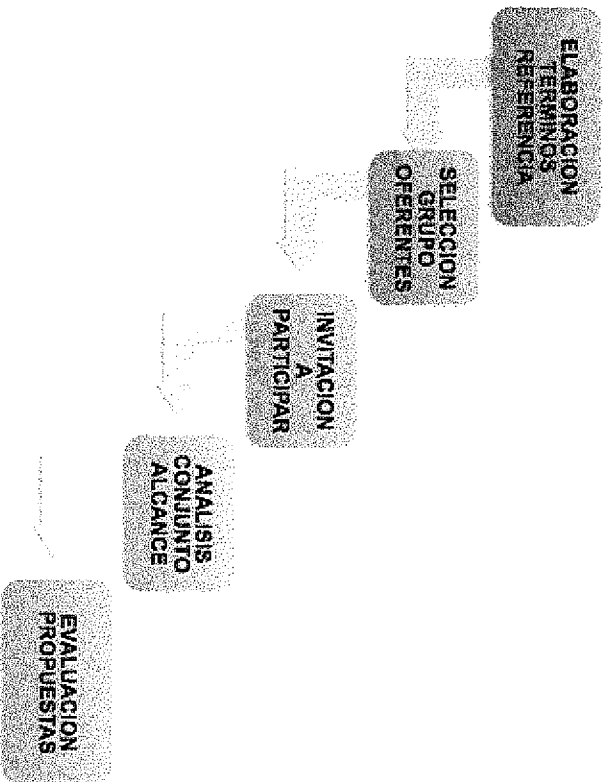 ELABORACION
TERMINOS
REFERENCIA
SELECCION
GRUPO
OFERENTES
INVITACION
A
PARTICIPAR
ANALISIS
CONJUNTO
ALCANCE
EVALUACION
PROPUESTAS